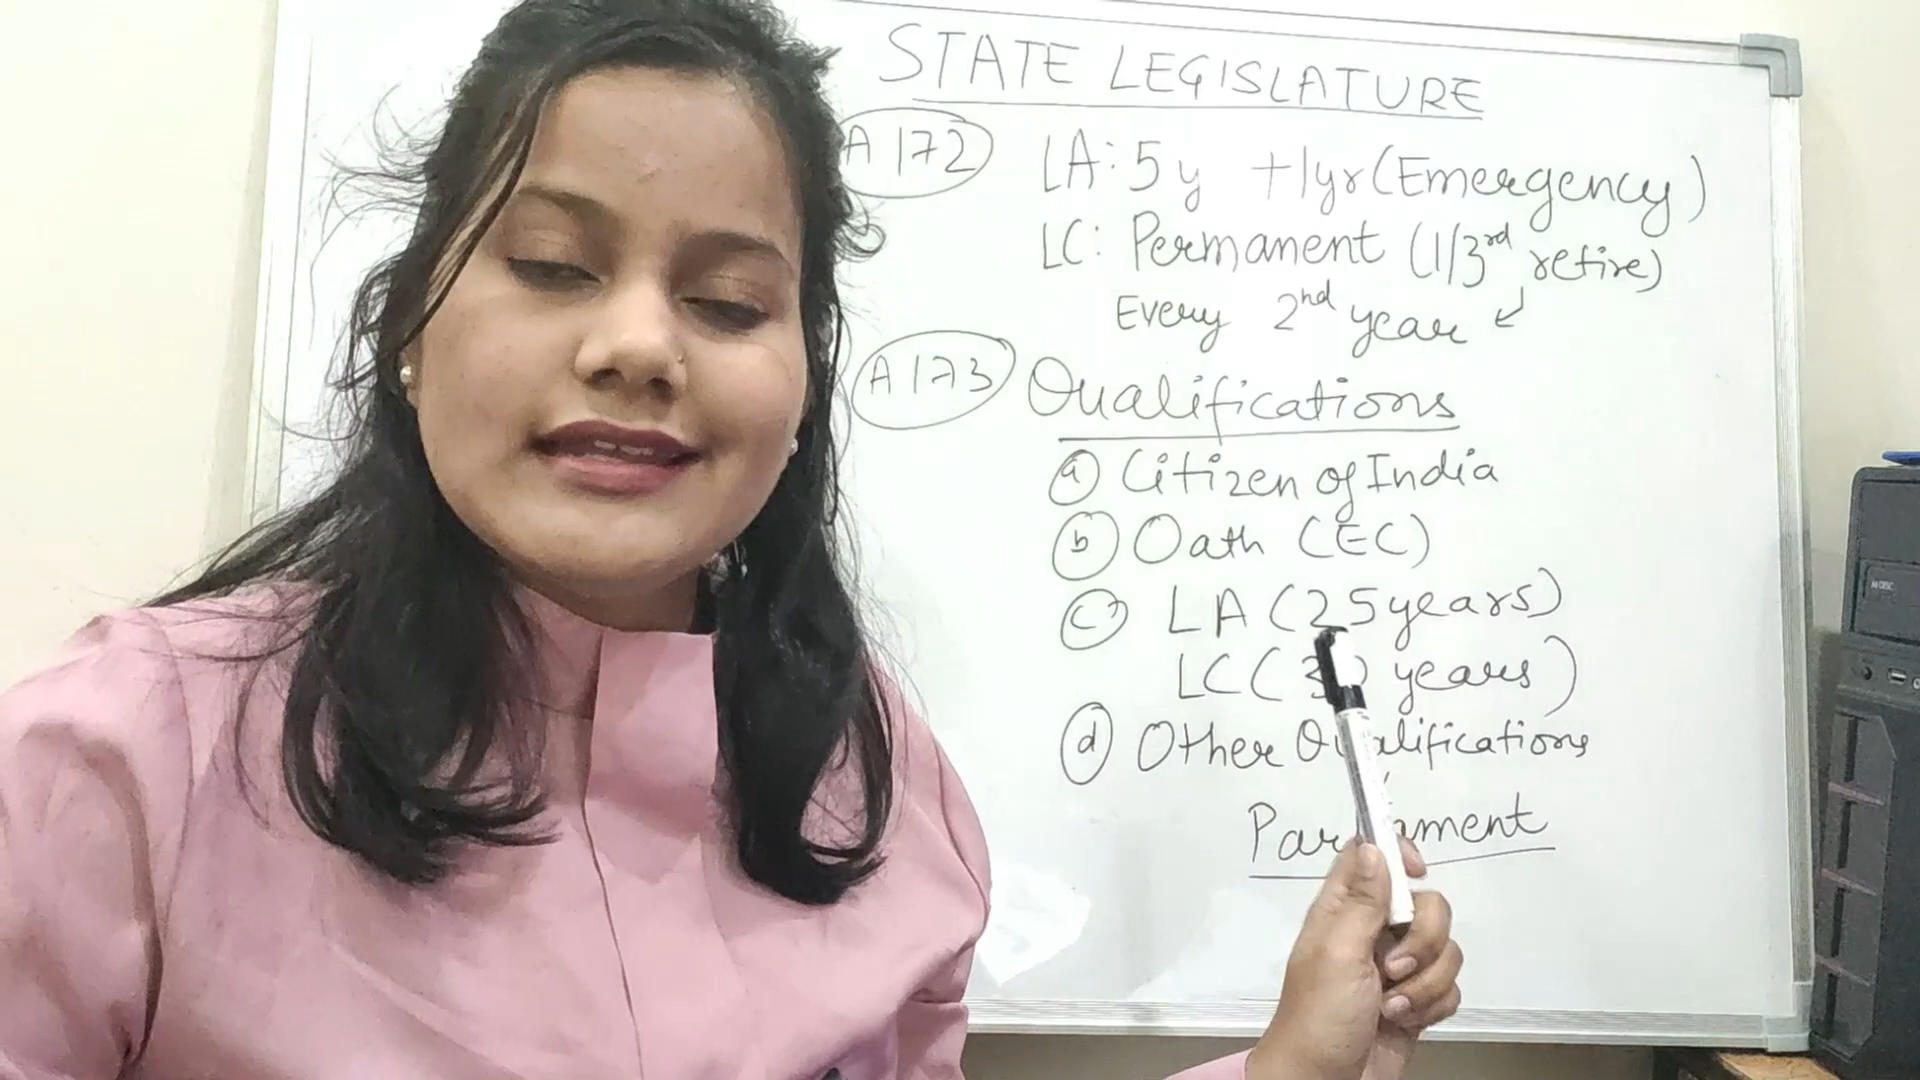 STATE LEGISLATURE
A 172 LA: 5y +1yr (Emergency)
LC: Permanent (1/3rd retire)
Every 2nd year
A 173 Qualifications
a Citizen of India
b Oath (EC)
c LA (25 years)
LC (30 years)
d Other Qualifications
Parliament